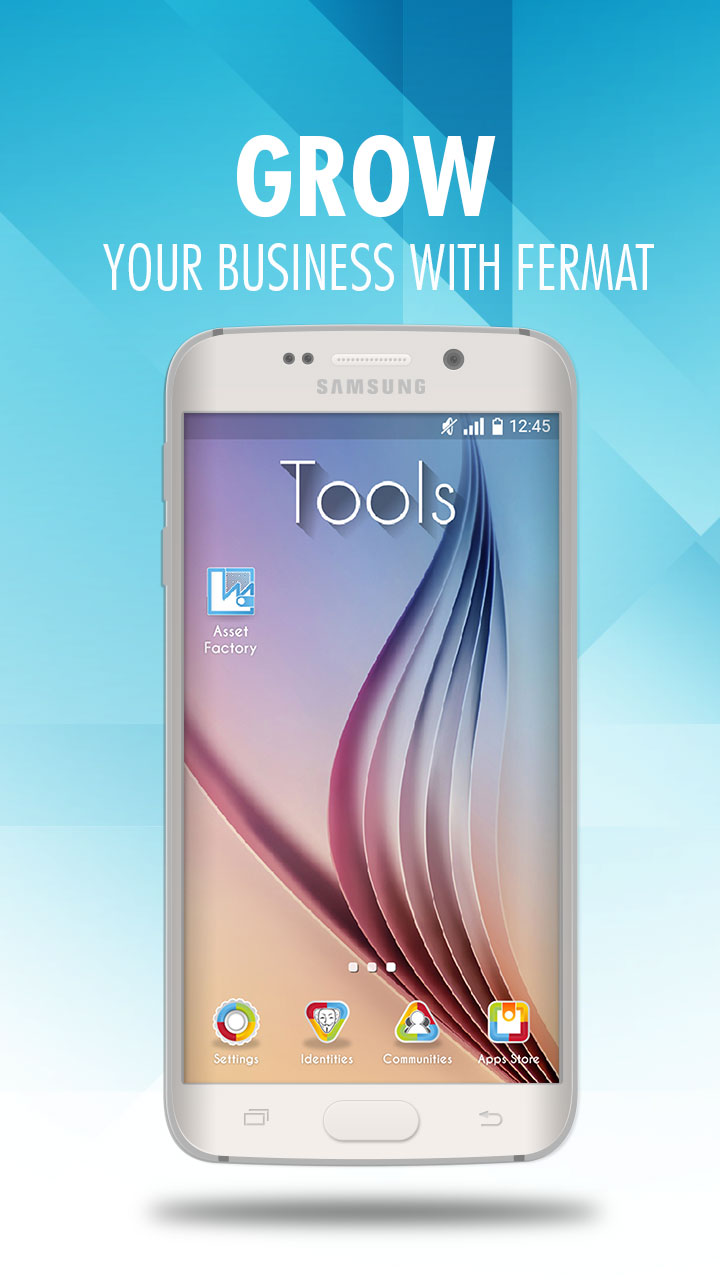 GROW
YOUR BUSINESS WITH FERMAT
SAMSUNG
12:45
Tools
Asset
Factory
Settings
Identities
Communities
Apps Store